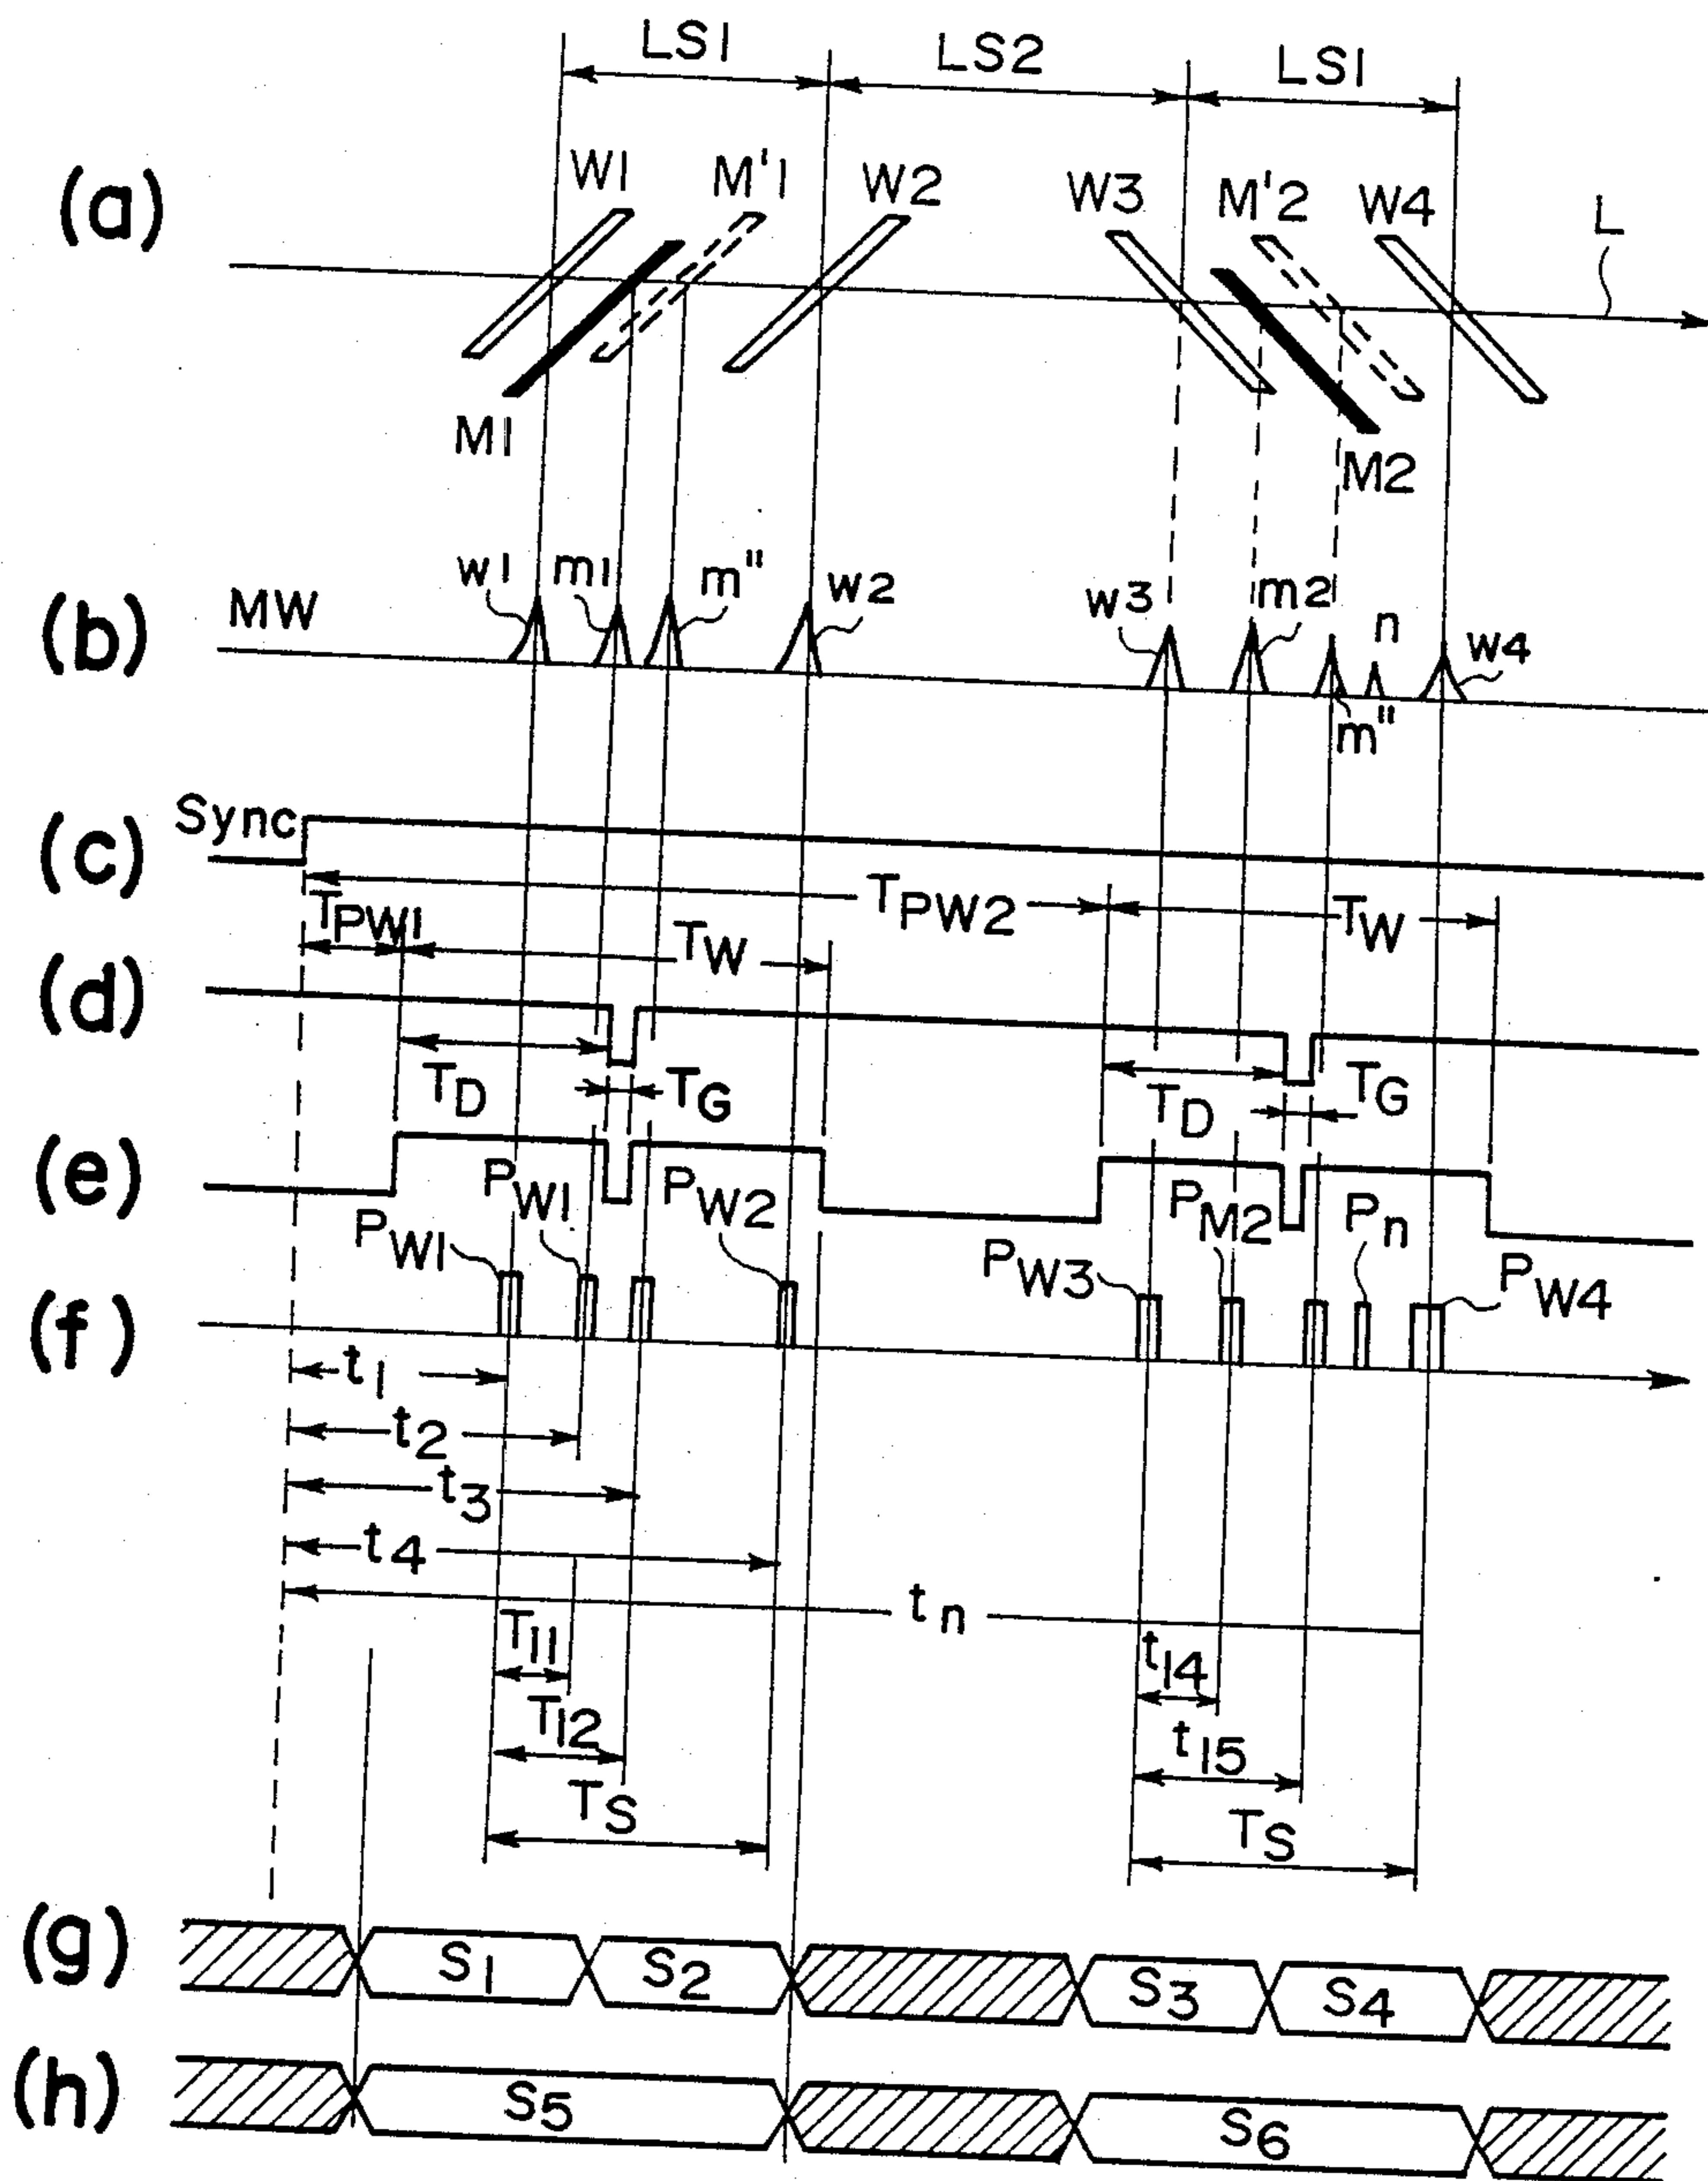 LS1 LS2 LS1
(a)
W1 M'1 W2 W3 M'2 W4 L
M1 M2
(b)
MW w1 m1 m" w2 w3 m2 m" n w4
(c)
Sync
TPW1 TPW2 TW
TW
(d)
TD TG TD TG
(e)
PW1 PW1 PW2 PW3 PM2 Pn PW4
(f)
t1
t2
t3
t4
tn
T11 t14
T12 t15
TS TS
(g)
S1 S2 S3 S4
(h)
S5 S6